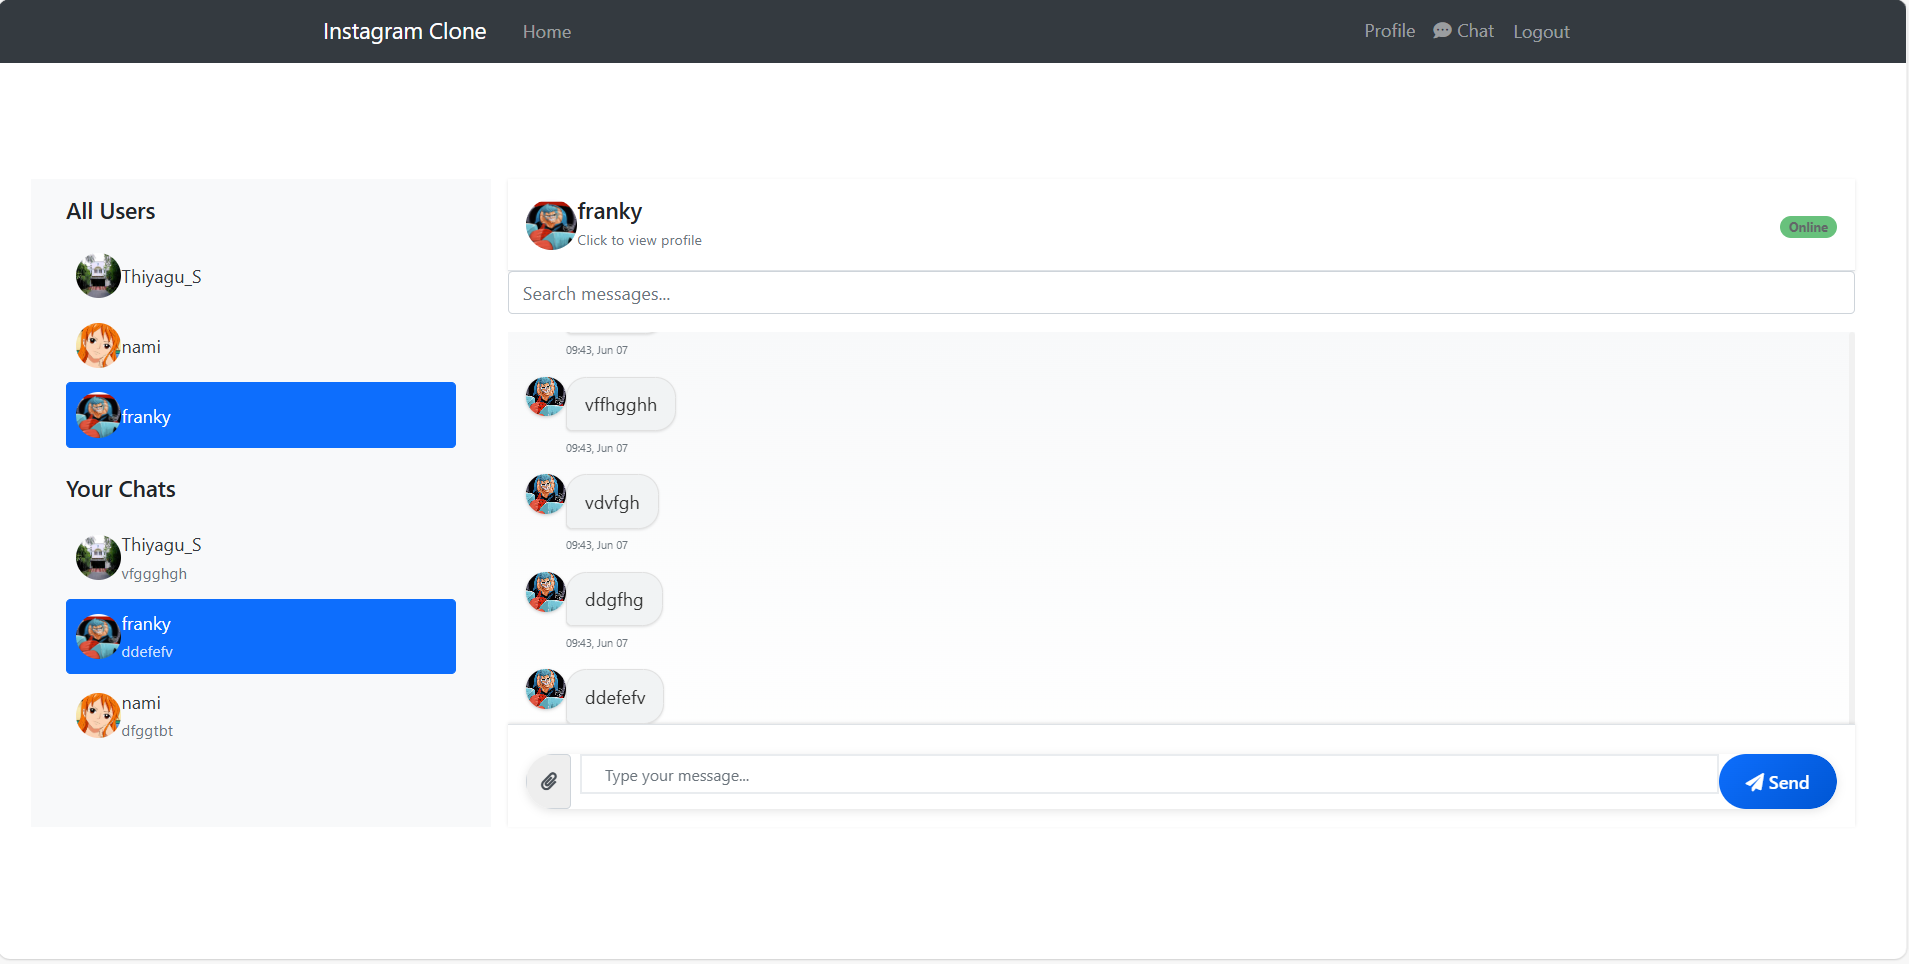 Instagram Clone Home Profile Chat Logout
All Users
Thiyagu_S
nami
franky
Your Chats
Thiyagu_S
vfggghgh
franky
ddefefv
nami
dfggtbt
franky
Click to view profile
Online
Search messages...
09:43, Jun 07
vffhgghh
09:43, Jun 07
vdvfgh
09:43, Jun 07
ddgfhg
09:43, Jun 07
ddefefv
Type your message...
Send